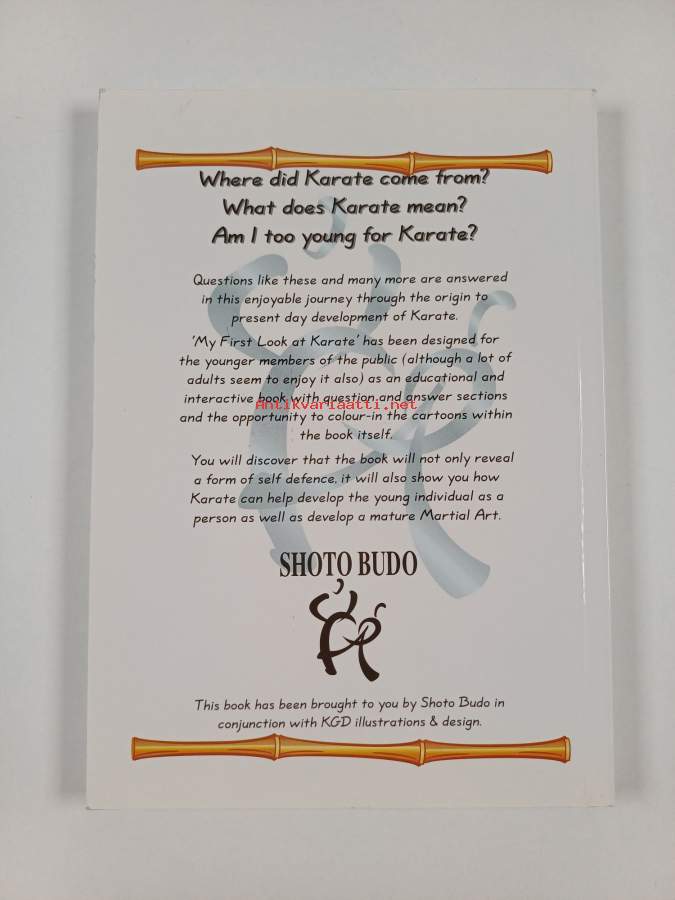 Where did Karate come from?
What does Karate mean?
Am I too young for Karate?
Questions like these and many more are answered
in this enjoyable journey through the origin to
present day development of Karate.
'My First Look at Karate' has been designed for
the younger members of the public (although a lot of
adults seem to enjoy it also) as an educational and
interactive book with question and answer sections
Antikvariaatti.net
and the opportunity to colour-in the cartoons within
the book itself.
You will discover that the book will not only reveal
a form of self defence, it will also show you how
Karate can help develop the young individual as a
person as well as develop a mature Martial Art.
SHOTO BUDO
This book has been brought to you by Shoto Budo in
conjunction with KGD illustrations & design.